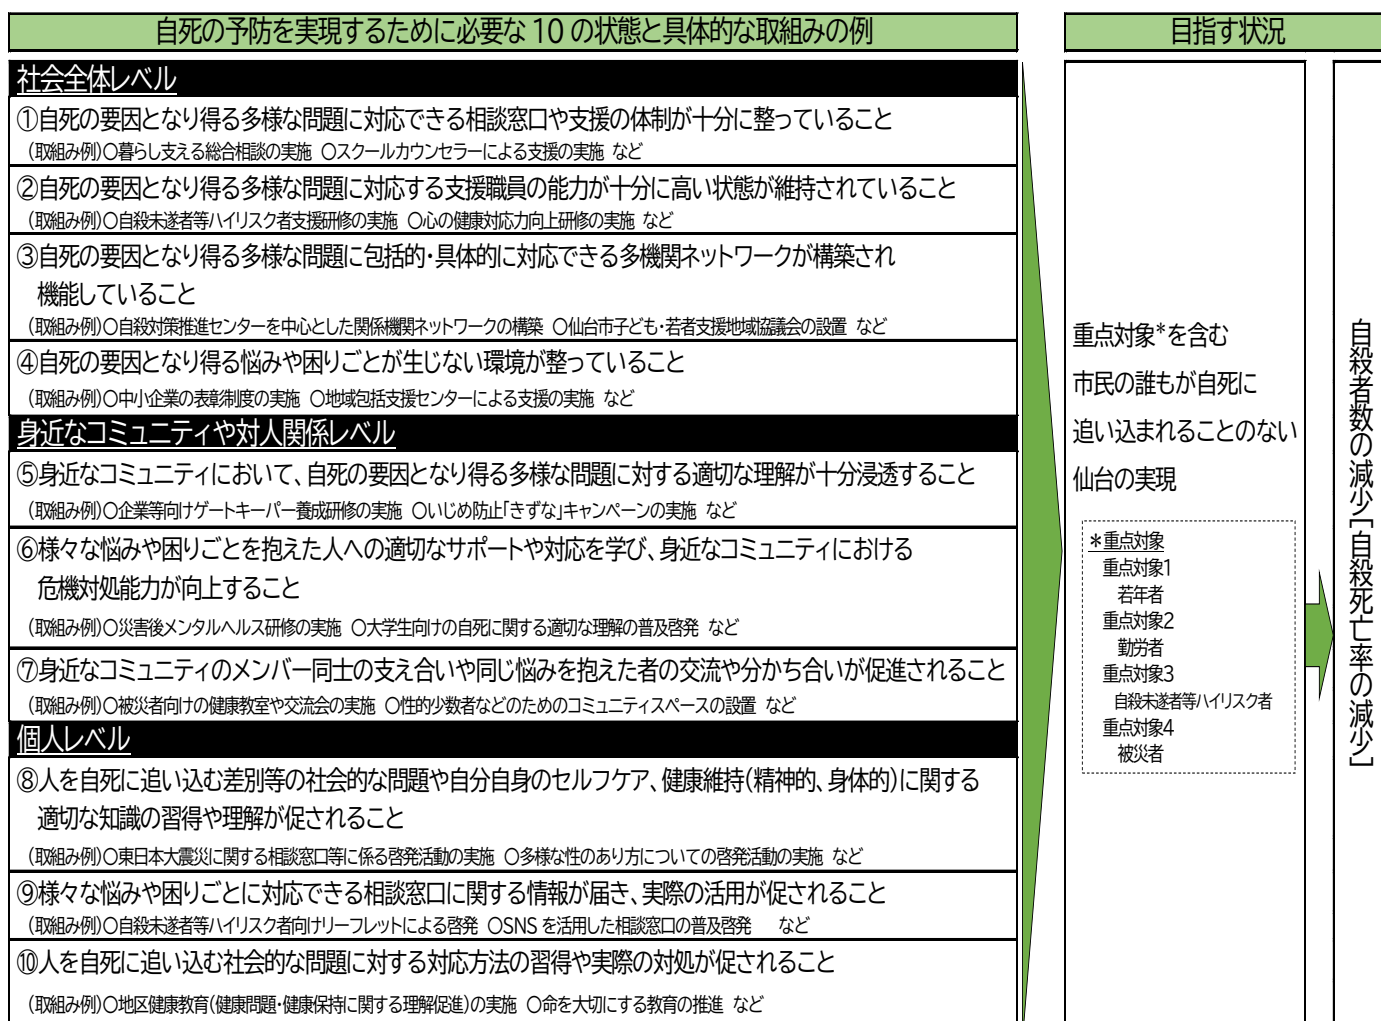 自死の予防を実現するために必要な 10 の状態と具体的な取組みの例
社会全体レベル
①自死の要因となり得る多様な問題に対応できる相談窓口や支援の体制が十分に整っていること
(取組み例)〇暮らし支える総合相談の実施 〇スクールカウンセラーによる支援の実施 など
②自死の要因となり得る多様な問題に対応する支援職員の能力が十分に高い状態が維持されていること
(取組み例)〇自殺未遂者等ハイリスク者支援研修の実施 〇心の健康対応力向上研修の実施 など
③自死の要因となり得る多様な問題に包括的・具体的に対応できる多機関ネットワークが構築され
機能していること
(取組み例)〇自殺対策推進センターを中心とした関係機関ネットワークの構築 〇仙台市子ども・若者支援地域協議会の設置 など
④自死の要因となり得る悩みや困りごとが生じない環境が整っていること
(取組み例)〇中小企業の表彰制度の実施 〇地域包括支援センターによる支援の実施 など
身近なコミュニティや対人関係レベル
⑤身近なコミュニティにおいて、自死の要因となり得る多様な問題に対する適切な理解が十分浸透すること
(取組み例)〇企業等向けゲートキーパー養成研修の実施 〇いじめ防止「きずな」キャンペーンの実施 など
⑥様々な悩みや困りごとを抱えた人への適切なサポートや対応を学び、身近なコミュニティにおける
危機対処能力が向上すること
(取組み例)〇災害後メンタルヘルス研修の実施 〇大学生向けの自死に関する適切な理解の普及啓発 など
⑦身近なコミュニティのメンバー同士の支え合いや同じ悩みを抱えた者の交流や分かち合いが促進されること
(取組み例)〇被災者向けの健康教室や交流会の実施 〇性的少数者などのためのコミュニティスペースの設置 など
個人レベル
⑧人を自死に追い込む差別等の社会的な問題や自分自身のセルフケア、健康維持(精神的、身体的)に関する
適切な知識の習得や理解が促されること
(取組み例)〇東日本大震災に関する相談窓口等に係る啓発活動の実施 〇多様な性のあり方についての啓発活動の実施 など
⑨様々な悩みや困りごとに対応できる相談窓口に関する情報が届き、実際の活用が促されること
(取組み例)〇自殺未遂者等ハイリスク者向けリーフレットによる啓発 〇SNS を活用した相談窓口の普及啓発 など
⑩人を自死に追い込む社会的な問題に対する対応方法の習得や実際の対処が促されること
(取組み例)〇地区健康教育(健康問題・健康保持に関する理解促進)の実施 〇命を大切にする教育の推進 など
目指す状況
重点対象*を含む
市民の誰もが自死に
追い込まれることのない
仙台の実現
*重点対象
重点対象1
若年者
重点対象2
勤労者
重点対象3
自殺未遂者等ハイリスク者
重点対象4
被災者
自殺者数の減少[自殺死亡率の減少]